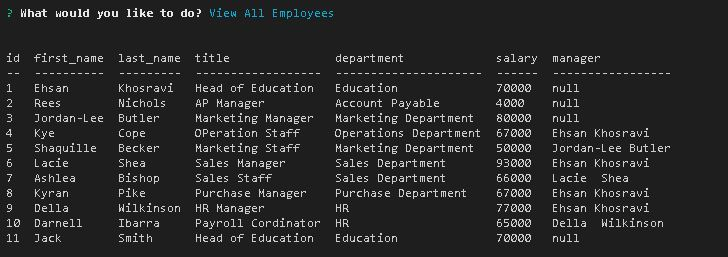 ? What would you like to do? View All Employees
id  first_name  last_name  title               department             salary  manager
--  ----------  ---------  ------------------  ---------------------  ------  -----------------
1   Ehsan       Khosravi   Head of Education   Education              70000   null
2   Rees        Nichols    AP Manager          Account Payable        4000    null
3   Jordan-Lee  Butler     Marketing Manager   Marketing Department   80000   null
4   Kye         Cope       OPeration Staff     Operations Department  67000   Ehsan Khosravi
5   Shaquille   Becker     Marketing Staff     Marketing Department   50000   Jordan-Lee Butler
6   Lacie       Shea       Sales Manager       Sales Department       93000   Ehsan Khosravi
7   Ashlea      Bishop     Sales Staff         Sales Department       66000   Lacie  Shea
8   Kyran       Pike       Purchase Manager    Purchase Department    67000   Ehsan Khosravi
9   Della       Wilkinson  HR Manager          HR                     77000   Ehsan Khosravi
10  Darnell     Ibarra     Payroll Cordinator  HR                     65000   Della  Wilkinson
11  Jack        Smith      Head of Education   Education              70000   null